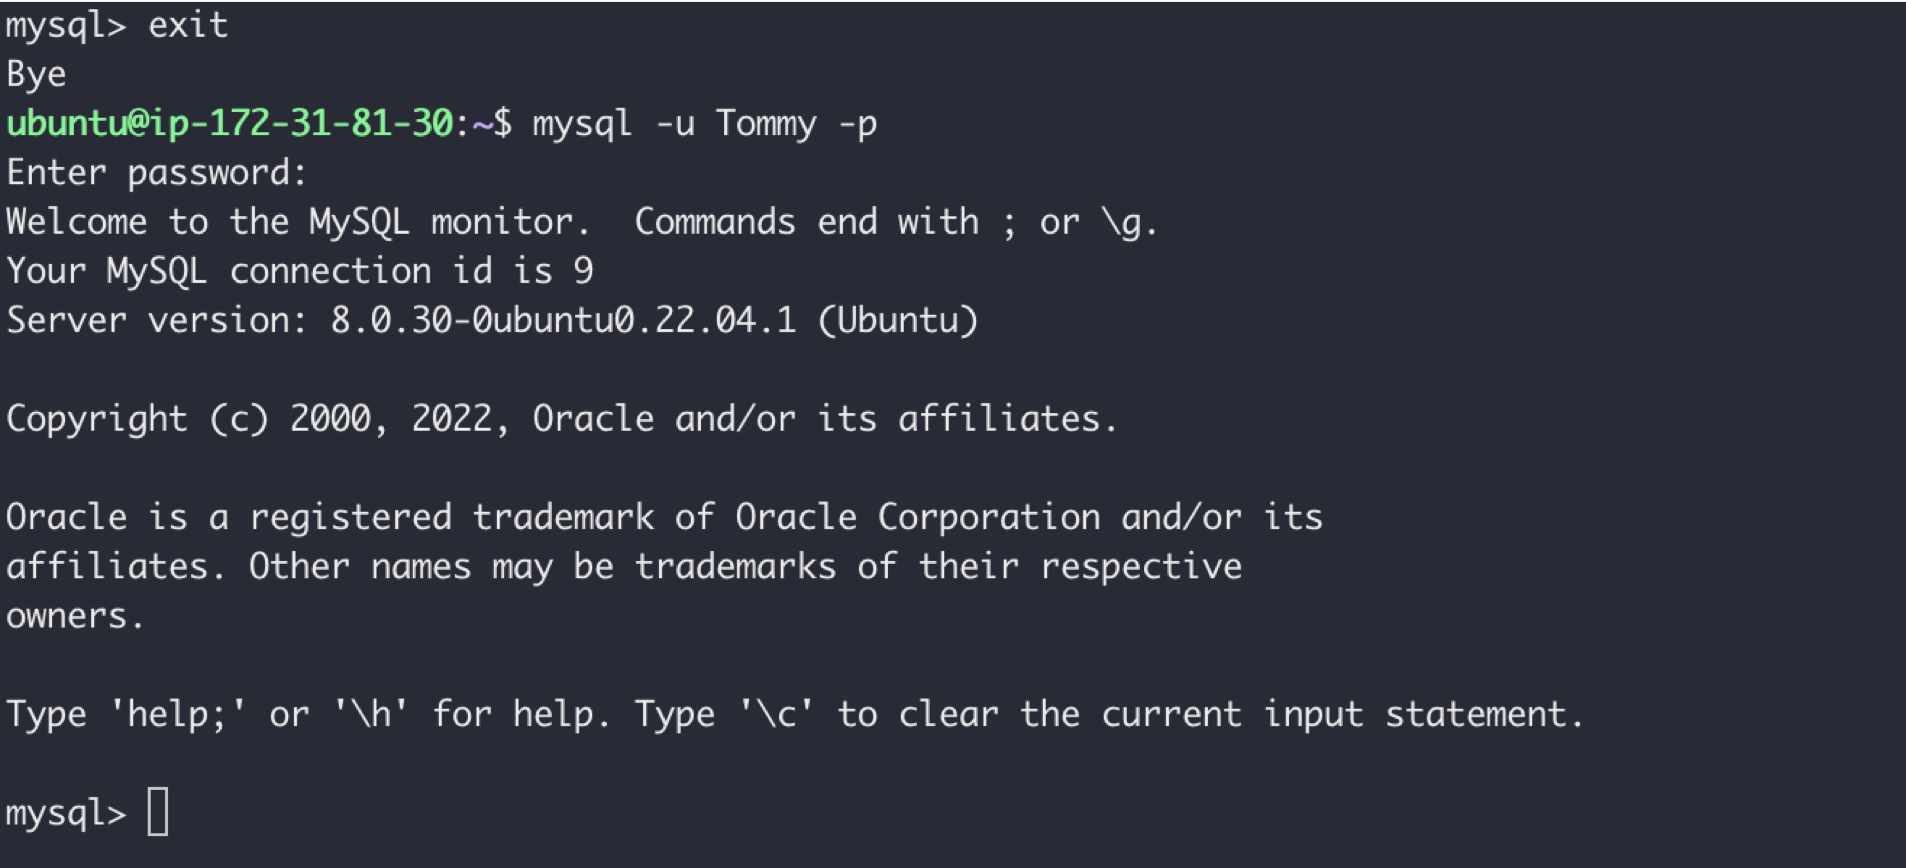 mysql> exit
Bye
ubuntu@ip-172-31-81-30:~$ mysql -u Tommy -p
Enter password:
Welcome to the MySQL monitor.  Commands end with ; or \g.
Your MySQL connection id is 9
Server version: 8.0.30-0ubuntu0.22.04.1 (Ubuntu)
Copyright (c) 2000, 2022, Oracle and/or its affiliates.
Oracle is a registered trademark of Oracle Corporation and/or its
affiliates. Other names may be trademarks of their respective
owners.
Type 'help;' or '\h' for help. Type '\c' to clear the current input statement.
mysql>